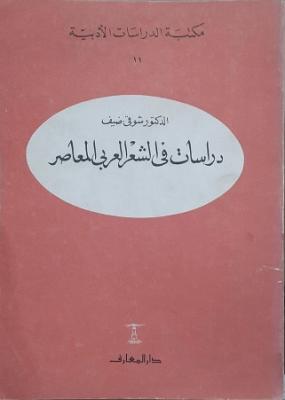 مكتبة الدراسات الأدبية
١١
الدكتور شوقي ضيف
دراسات في الشعر العربي المعاصر
دار المعارف